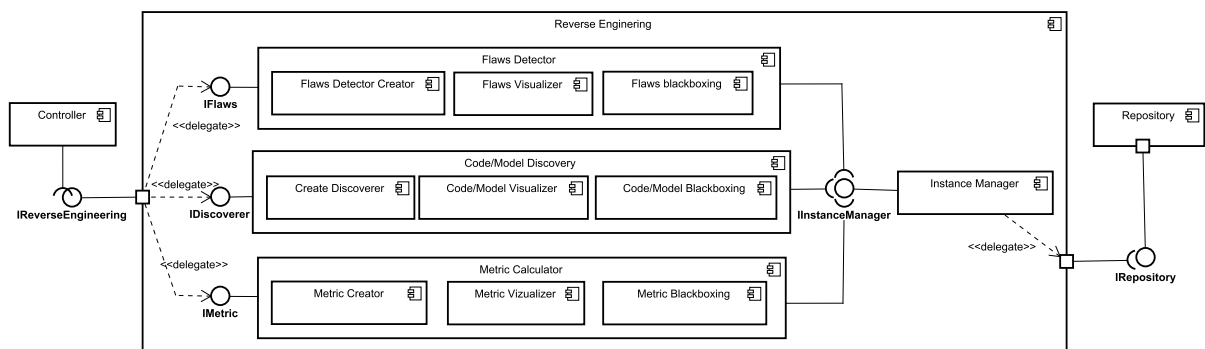 Reverse Enginering
Flaws Detector
Flaws Detector Creator
Flaws Visualizer
Flaws blackboxing
IFlaws
<<delegate>>
Controller
IReverseEngineering
Code/Model Discovery
<<delegate>>
Create Discoverer
Code/Model Visualizer
Code/Model Blackboxing
IDiscoverer
IInstanceManager
Instance Manager
Repository
<<delegate>>
IRepository
<<delegate>>
Metric Calculator
Metric Creator
Metric Vizualizer
Metric Blackboxing
IMetric